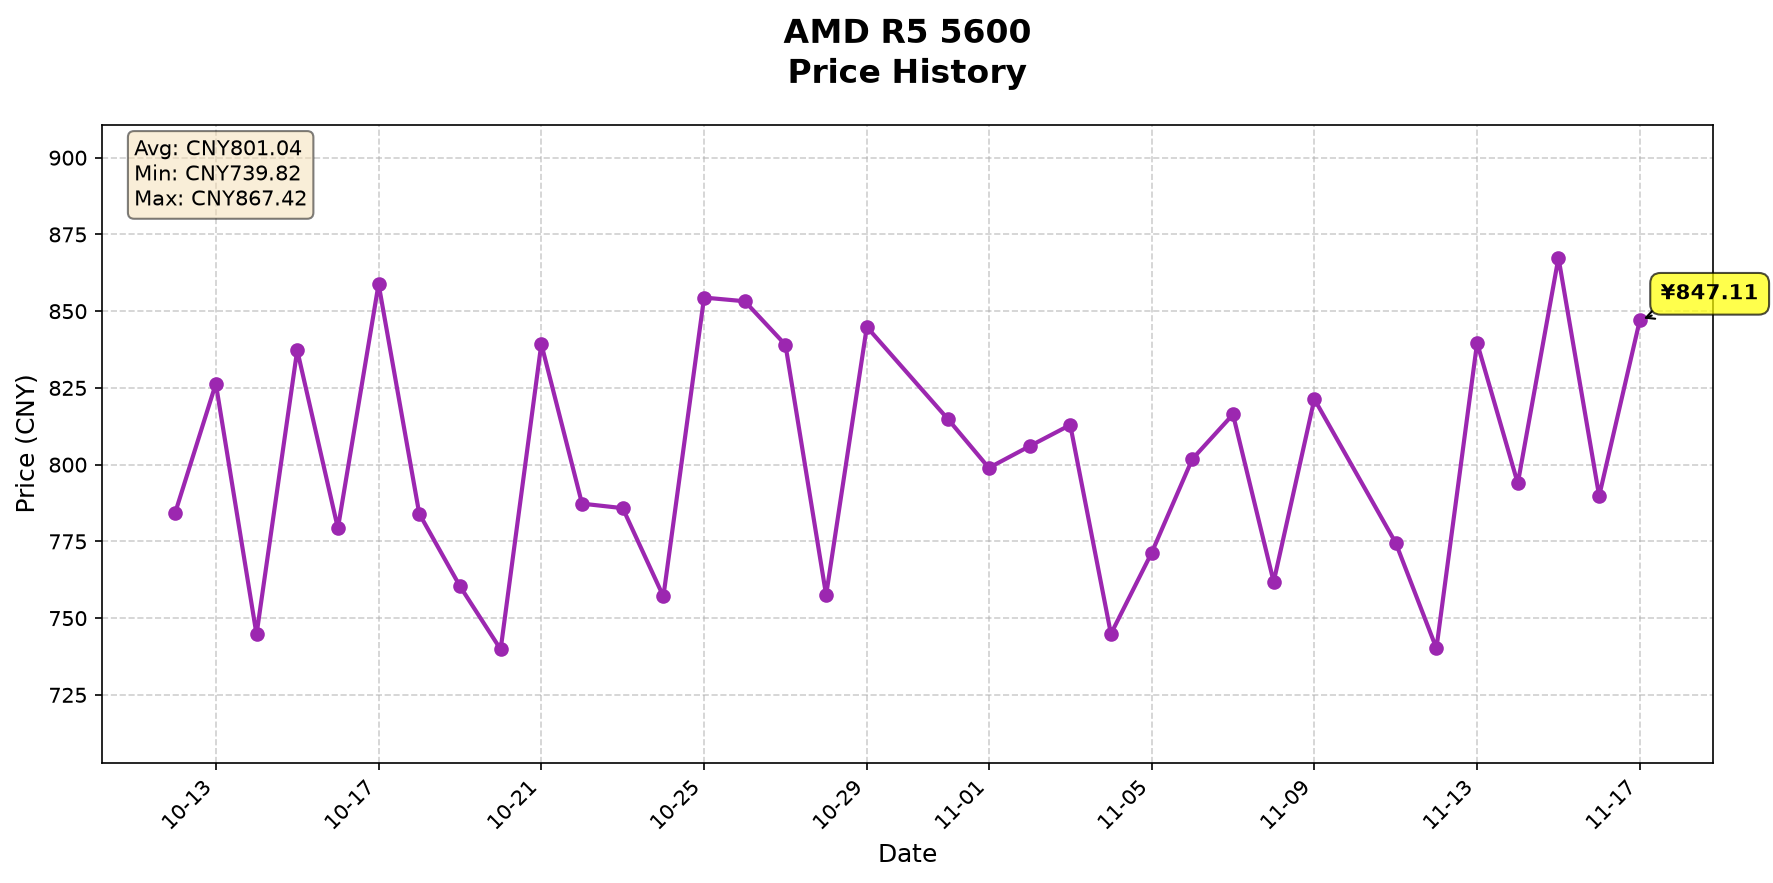 AMD R5 5600
Price History
Avg: CNY801.04
Min: CNY739.82
Max: CNY867.42
¥847.11
Price (CNY)
900
875
850
825
800
775
750
725
10-13
10-17
10-21
10-25
10-29
11-01
11-05
11-09
11-13
11-17
Date